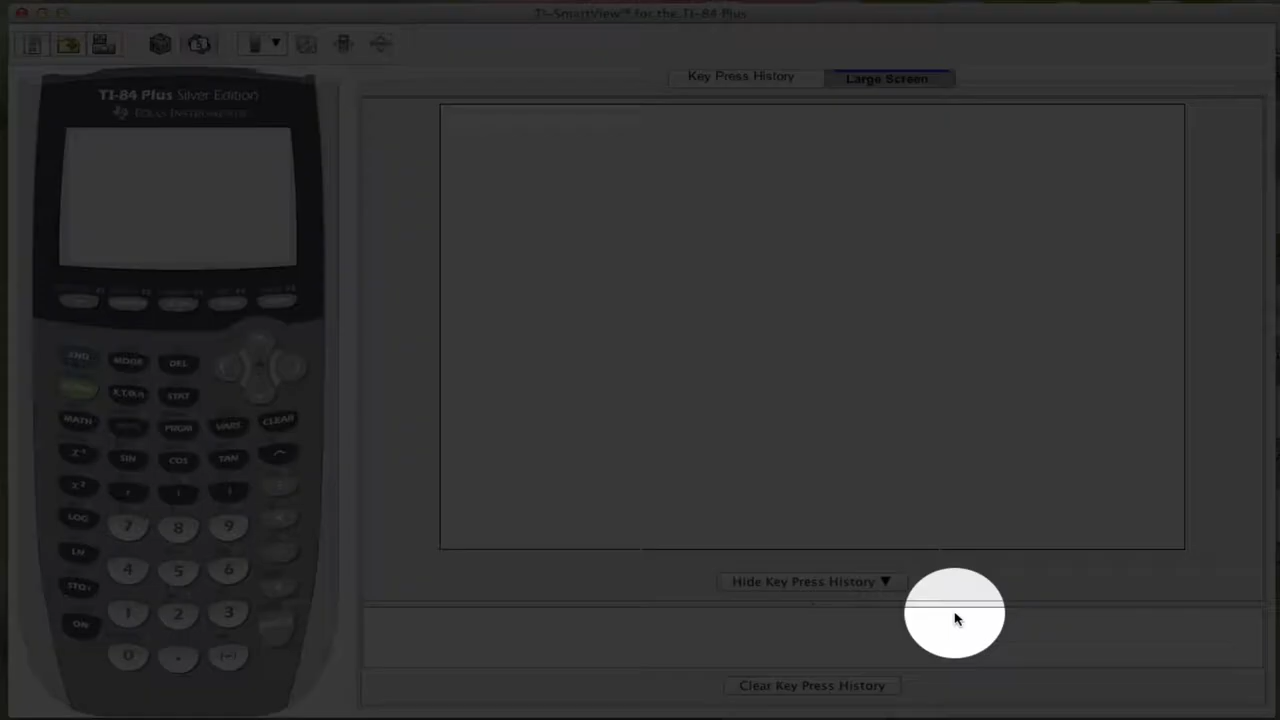 TI-SmartView™ for the TI-84 Plus
Key Press History
Large Screen
TI-84 Plus Silver Edition
TEXAS INSTRUMENTS
2ND
MODE
DEL
X,T,θ,n
STAT
MATH
PRGM
VARS
CLEAR
SIN
COS
TAN
^
x²
,
(
)
LOG
7
8
9
LN
4
5
6
STO▸
1
2
3
ON
0
.
(-)
Hide Key Press History ▼
Clear Key Press History